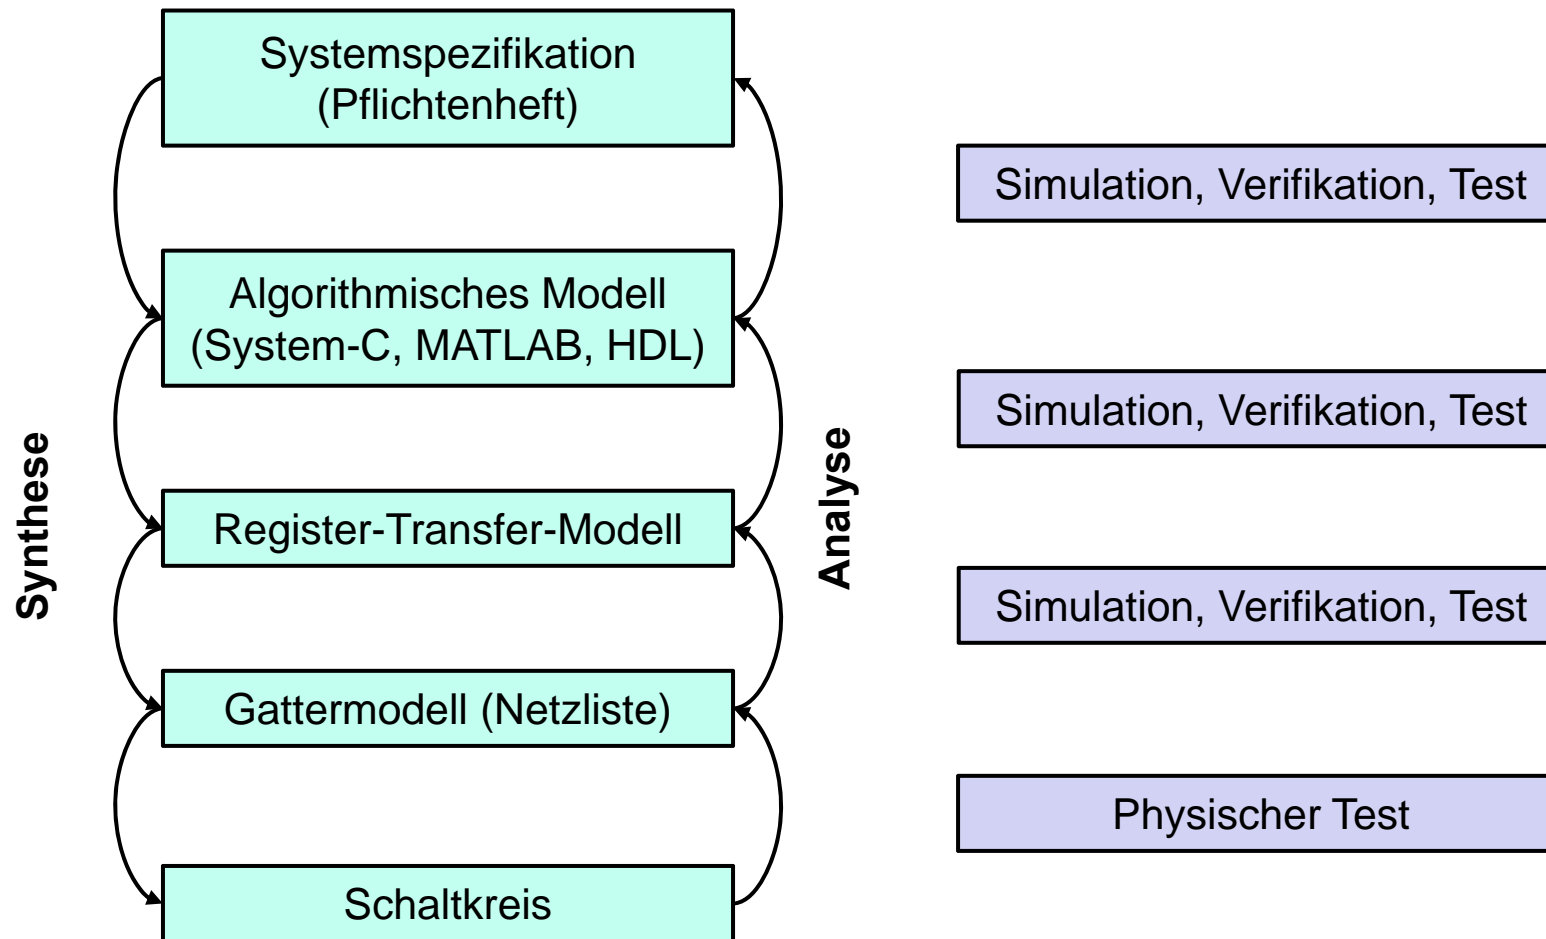 Systemspezifikation
(Pflichtenheft)
Simulation, Verifikation, Test
Algorithmisches Modell
(System-C, MATLAB, HDL)
Simulation, Verifikation, Test
Synthese
Analyse
Register-Transfer-Modell
Simulation, Verifikation, Test
Gattermodell (Netzliste)
Physischer Test
Schaltkreis